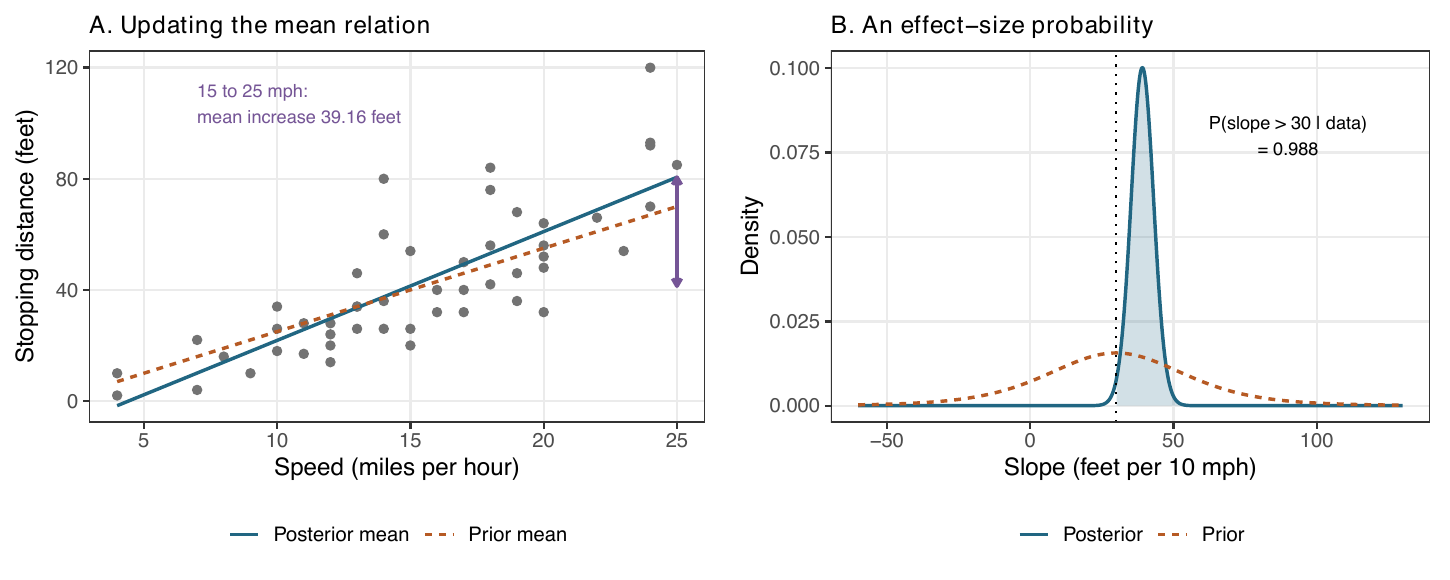 A. Updating the mean relation
120
80
40
0
Stopping distance (feet)
15 to 25 mph:
mean increase 39.16 feet
5
10
15
20
25
Speed (miles per hour)
Posterior mean
Prior mean
B. An effect−size probability
0.100
0.075
0.050
0.025
0.000
Density
P(slope > 30 | data)
= 0.988
−50
0
50
100
Slope (feet per 10 mph)
Posterior
Prior